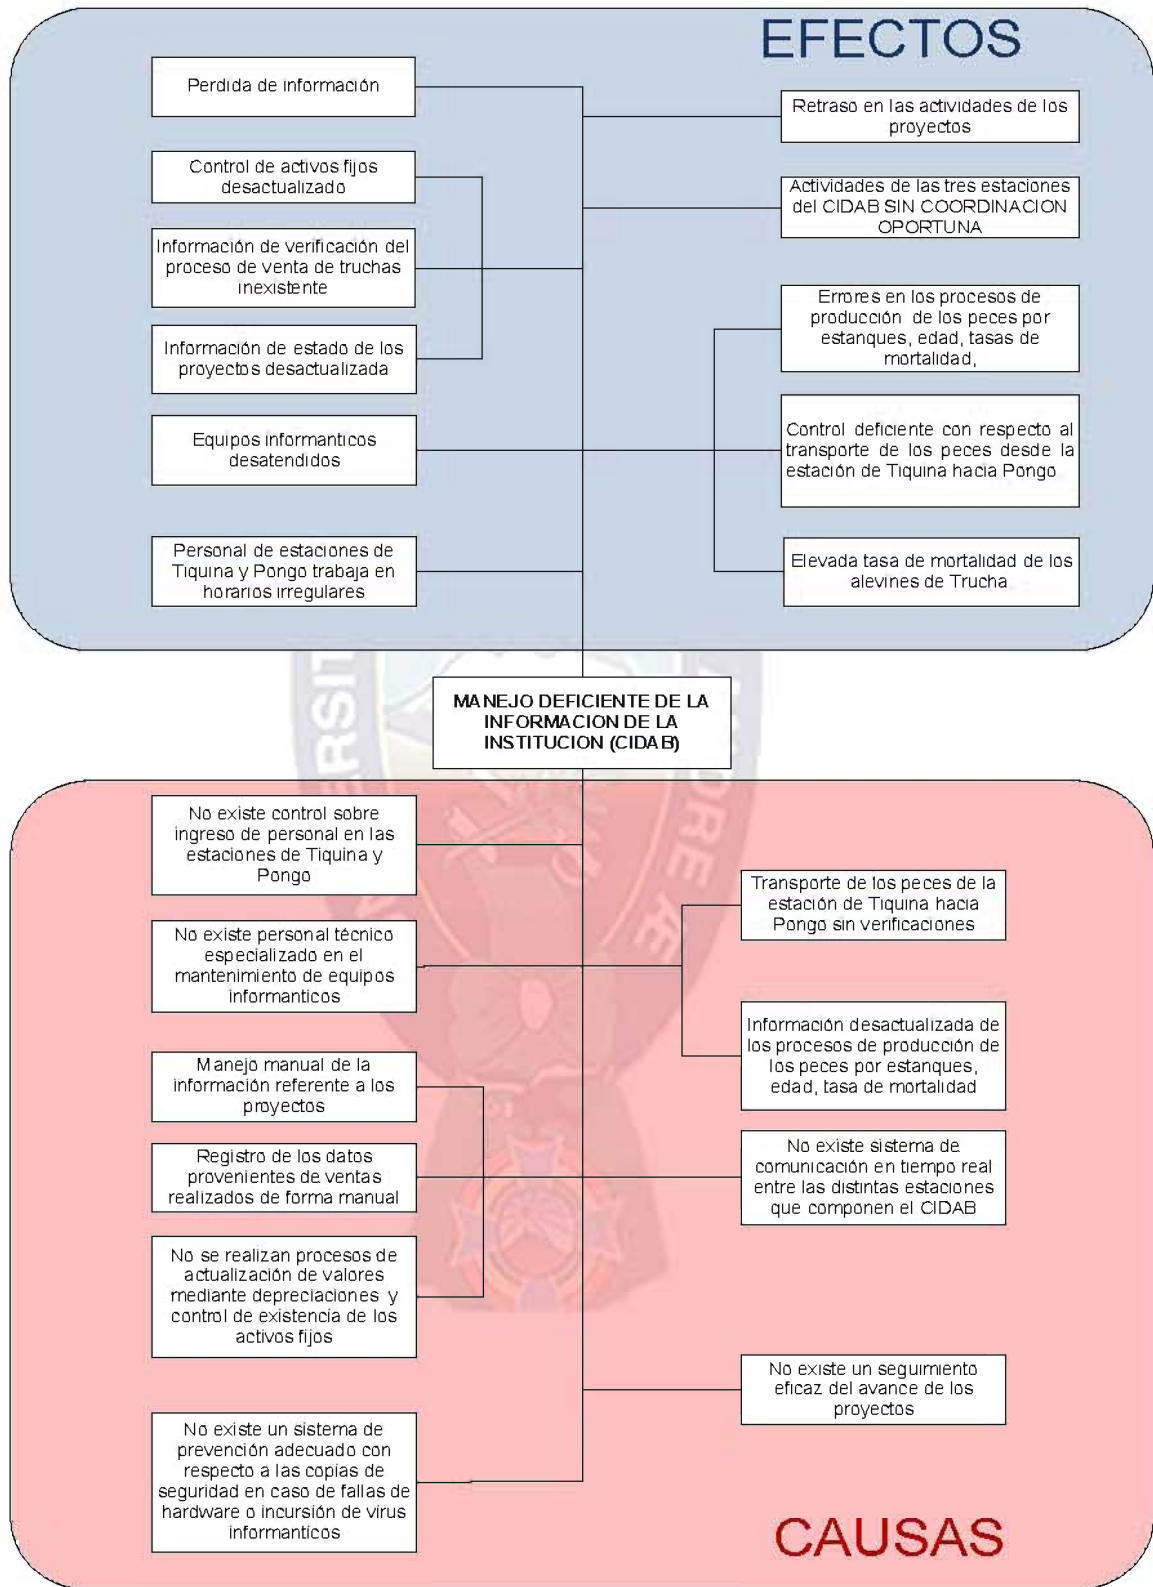 EFECTOS
Perdida de información
Control de activos fijos
desactualizado
Información de verificación del
proceso de venta de truchas
inexistente
Información de estado de los
proyectos desactualizada
Equipos informanticos
desatendidos
Personal de estaciones de
Tiquina y Pongo trabaja en
horarios irregulares
Retraso en las actividades de los
proyectos
Actividades de las tres estaciones
del CIDAB SIN COORDINACION
OPORTUNA
Errores en los procesos de
producción de los peces por
estanques, edad, tasas de
mortalidad,
Control deficiente con respecto al
transporte de los peces desde la
estación de Tiquina hacia Pongo
Elevada tasa de mortalidad de los
alevines de Trucha
MANEJO DEFICIENTE DE LA
INFORMACION DE LA
INSTITUCION (CIDAB)
No existe control sobre
ingreso de personal en las
estaciones de Tiquina y
Pongo
No existe personal técnico
especializado en el
mantenimiento de equipos
informanticos
Manejo manual de la
información referente a los
proyectos
Registro de los datos
provenientes de ventas
realizados de forma manual
No se realizan procesos de
actualización de valores
mediante depreciaciones y
control de existencia de los
activos fijos
No existe un sistema de
prevención adecuado con
respecto a las copias de
seguridad en caso de fallas de
hardware o incursión de virus
informanticos
Transporte de los peces de la
estación de Tiquina hacia
Pongo sin verificaciones
Información desactualizada de
los procesos de producción de
los peces por estanques,
edad, tasa de mortalidad
No existe sistema de
comunicación en tiempo real
entre las distintas estaciones
que componen el CIDAB
No existe un seguimiento
eficaz del avance de los
proyectos
CAUSAS